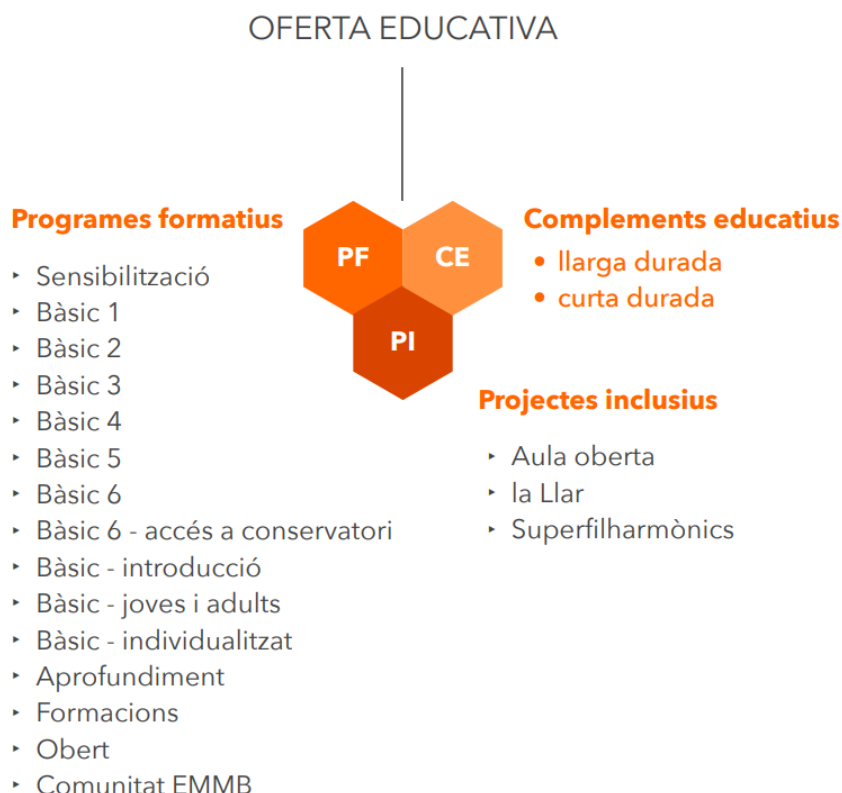 OFERTA EDUCATIVA
Programes formatius
Sensibilització
Bàsic 1
Bàsic 2
Bàsic 3
Bàsic 4
Bàsic 5
Bàsic 6
Bàsic 6 - accés a conservatori
Bàsic - introducció
Bàsic - joves i adults
Bàsic - individualitzat
Aprofundiment
Formacions
Obert
Comunitat EMMB
PF
CE
PI
Complements educatius
llarga durada
curta durada
Projectes inclusius
Aula oberta
la Llar
Superfilharmònics